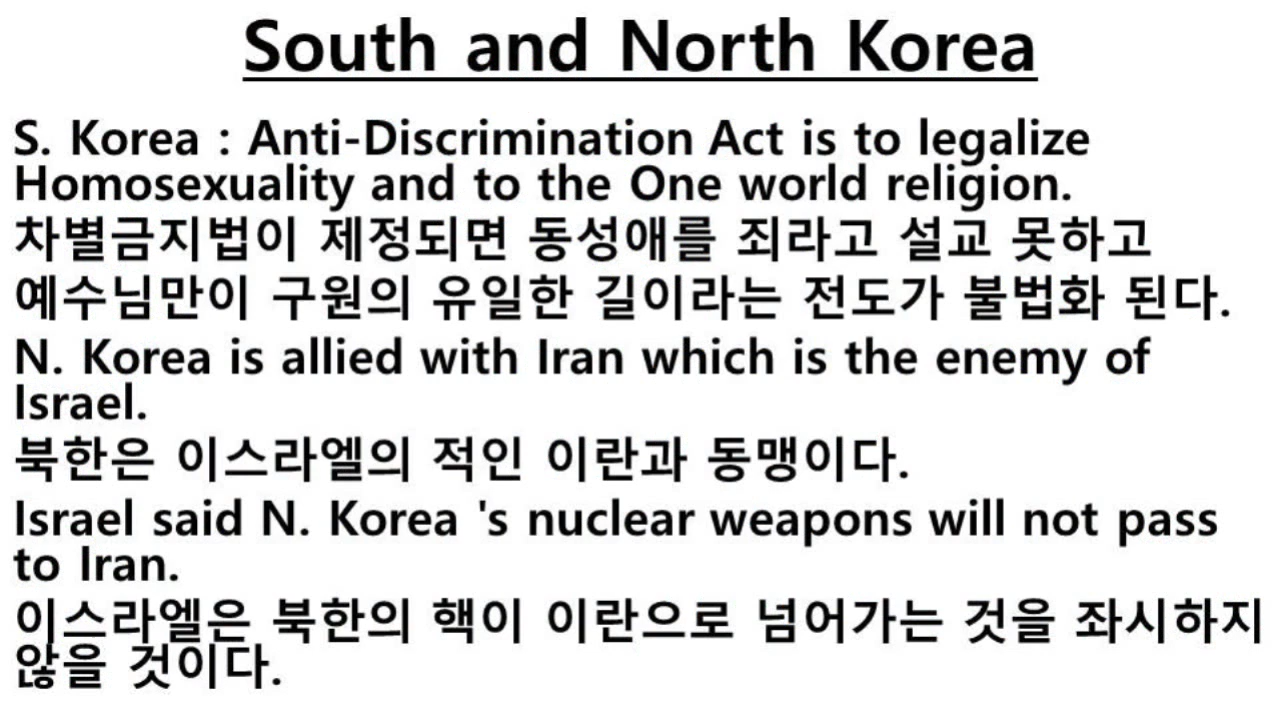 South and North Korea
S. Korea : Anti-Discrimination Act is to legalize
Homosexuality and to the One world religion.
차별금지법이 제정되면 동성애를 죄라고 설교 못하고
예수님만이 구원의 유일한 길이라는 전도가 불법화 된다.
N. Korea is allied with Iran which is the enemy of
Israel.
북한은 이스라엘의 적인 이란과 동맹이다.
Israel said N. Korea 's nuclear weapons will not pass
to Iran.
이스라엘은 북한의 핵이 이란으로 넘어가는 것을 좌시하지
않을 것이다.